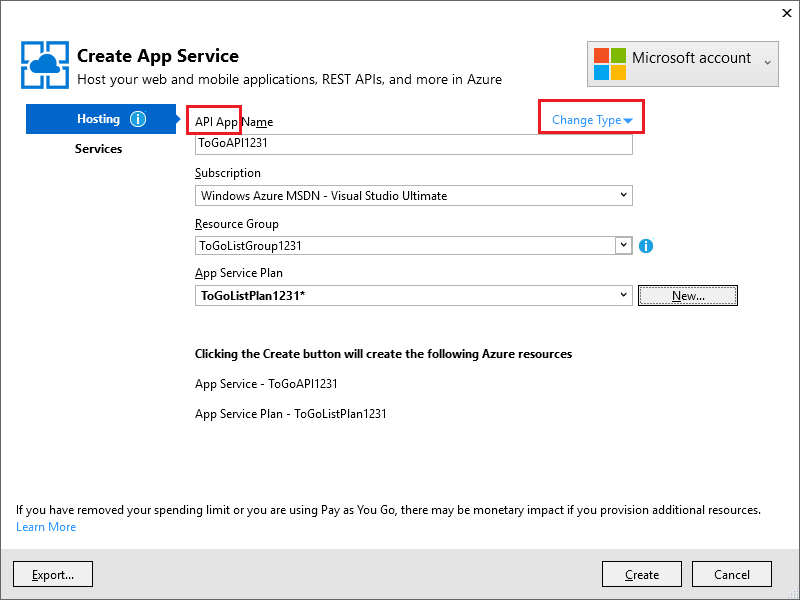 Create App Service
Host your web and mobile applications, REST APIs, and more in Azure
Microsoft account
Hosting
Services
API App Name
Change Type
ToGoAPI1231
Subscription
Windows Azure MSDN - Visual Studio Ultimate
Resource Group
ToGoListGroup1231
App Service Plan
ToGoListPlan1231*
New...
Clicking the Create button will create the following Azure resources
App Service - ToGoAPI1231
App Service Plan - ToGoListPlan1231
If you have removed your spending limit or you are using Pay as You Go, there may be monetary impact if you provision additional resources.
Learn More
Export...
Create
Cancel